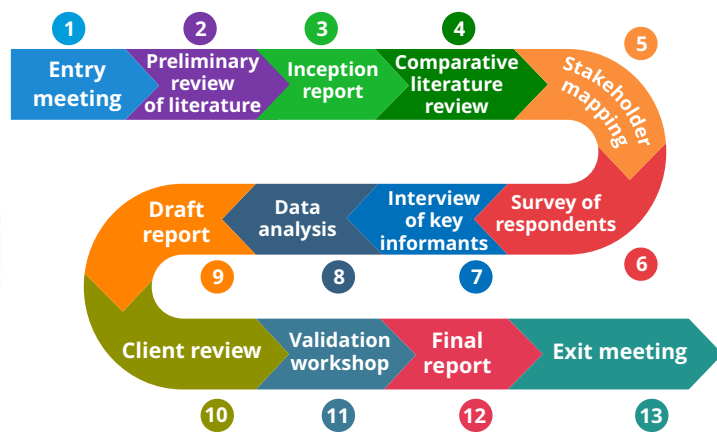 1
Entry
meeting
2
Preliminary
review
of literature
3
Inception
report
4
Comparative
literature
review
5
Stakeholder
mapping
6
Survey of
respondents
7
Interview
of key
informants
8
Data
analysis
9
Draft
report
10
Client review
11
Validation
workshop
12
Final
report
13
Exit meeting